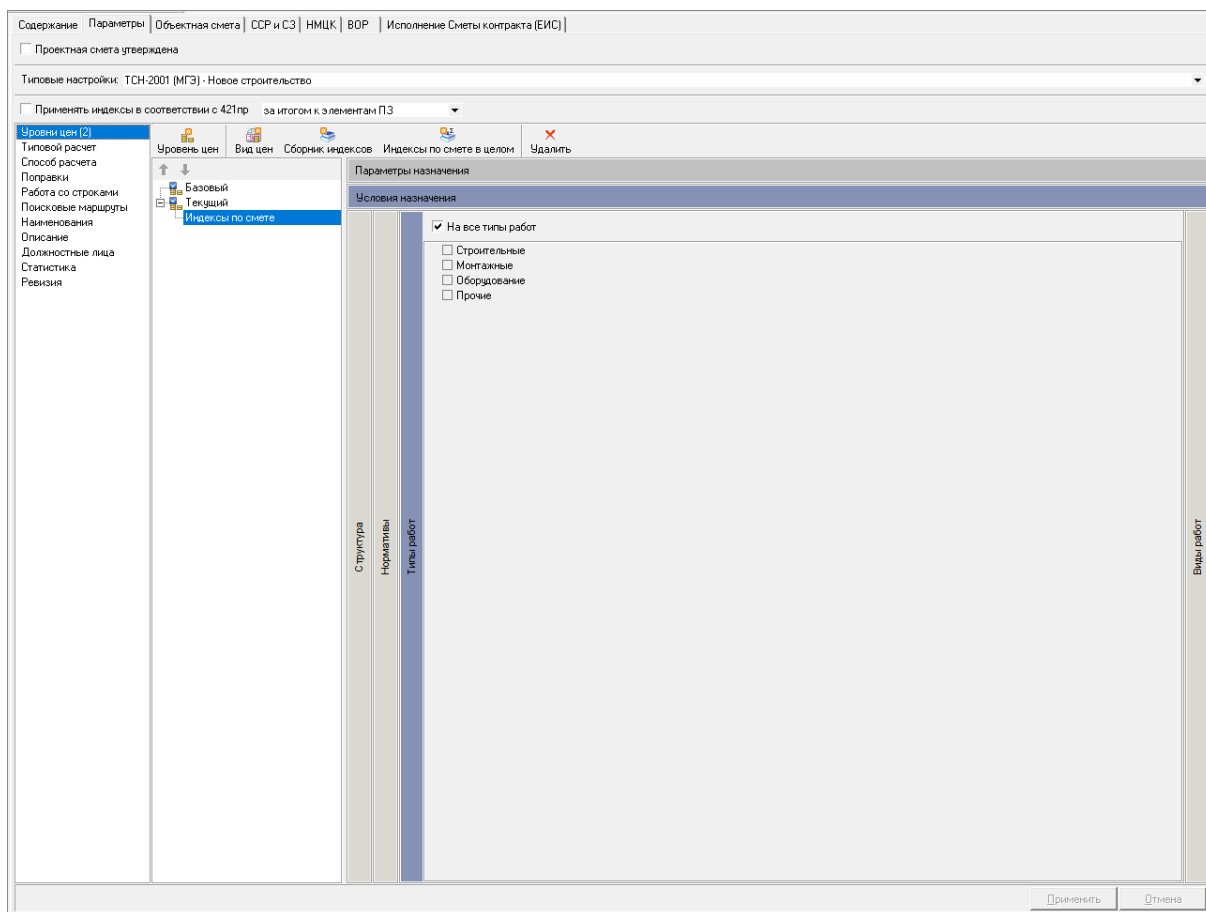 Содержание Параметры Объектная смета ССР и СЗ НМЦК ВОР Исполнение Сметы контракта (ЕИС)
Проектная смета утверждена
Типовые настройки: ТСН-2001 (МГЭ) - Новое строительство
Применять индексы в соответствии с 421пр за итогом к элементам ПЗ
Уровни цен (2)
Типовой расчет
Способ расчета
Поправки
Работа со строками
Поисковые маршруты
Наименования
Описание
Должностные лица
Статистика
Ревизия
Уровень цен Вид цен Сборник индексов Индексы по смете в целом Удалить
Базовый
Текущий
Индексы по смете
Параметры назначения
Условия назначения
Структура
Нормативы
Типы работ
На все типы работ
Строительные
Монтажные
Оборудование
Прочие
Виды работ
Применить Отмена